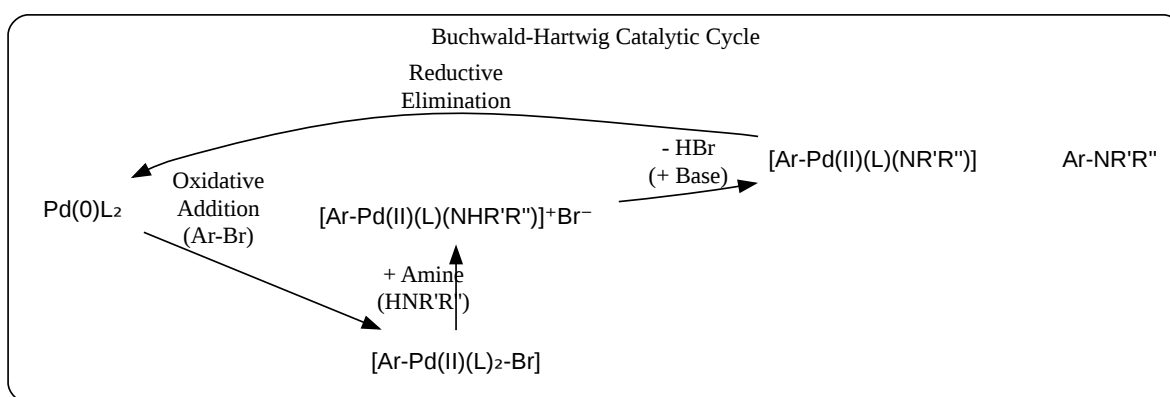 Buchwald-Hartwig Catalytic Cycle
Reductive
Elimination
- HBr
(+ Base)
[Ar-Pd(II)(L)(NR'R")]
Ar-NR'R"
Oxidative
Addition
(Ar-Br)
Pd(0)L₂
[Ar-Pd(II)(L)(NHR'R")]⁺Br⁻
+ Amine
(HNR'R")
[Ar-Pd(II)(L)₂-Br]